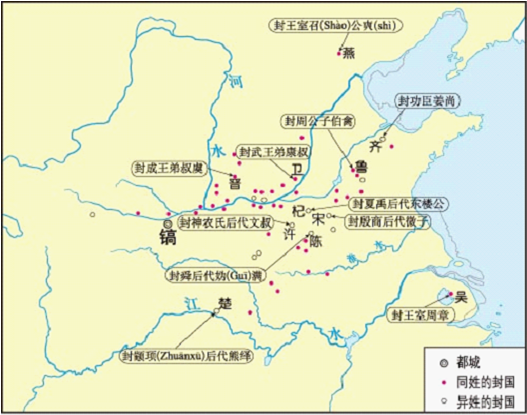 封王室召(Shào)公奭(shì)
燕
河
水
封功臣姜尚
齐
封周公子伯禽
鲁
封武王弟康叔
卫
封成王弟叔虞
晋
封夏禹后代东楼公
杞
宋
封殷商后代微子
封神农氏后代文叔
许
陈
镐
淮
水
封舜后代妫(Guī)满
吴
封王室周章
江
水
楚
封颛顼(Zhuānxū)后代熊绎
都城
同姓的封国
异姓的封国